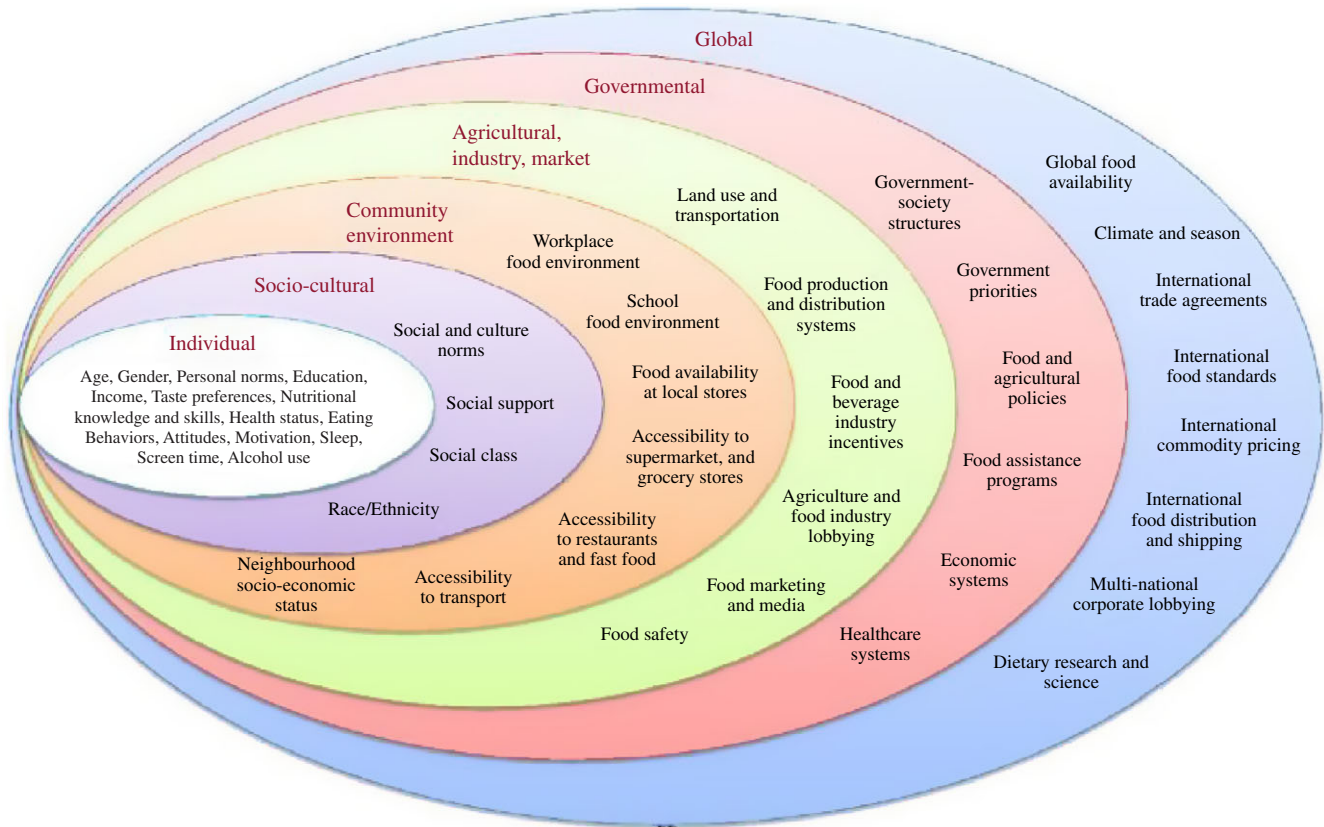 Global
Governmental
Agricultural,
industry, market
Community
environment
Socio-cultural
Individual
Age, Gender, Personal norms, Education,
Income, Taste preferences, Nutritional
knowledge and skills, Health status, Eating
Behaviors, Attitudes, Motivation, Sleep,
Screen time, Alcohol use
Social and culture
norms
Social support
Social class
Race/Ethnicity
Workplace
food environment
School
food environment
Food availability
at local stores
Accessibility to
supermarket, and
grocery stores
Accessibility
to restaurants
and fast food
Accessibility
to transport
Neighbourhood
socio-economic
status
Land use and
transportation
Food production
and distribution
systems
Food and
beverage
industry
incentives
Agriculture and
food industry
lobbying
Food marketing
and media
Food safety
Government-
society
structures
Government
priorities
Food and
agricultural
policies
Food assistance
programs
Economic
systems
Healthcare
systems
Global food
availability
Climate and season
International
trade agreements
International
food standards
International
commodity pricing
International
food distribution
and shipping
Multi-national
corporate lobbying
Dietary research and
science